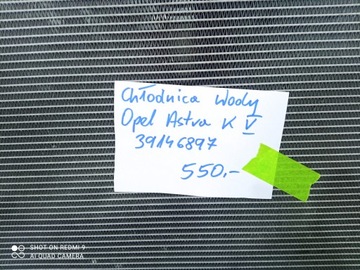 Chłodnica Wody
Opel Astra K V
39146897
550,-
SHOT ON REDMI 9
AI QUAD CAMERA